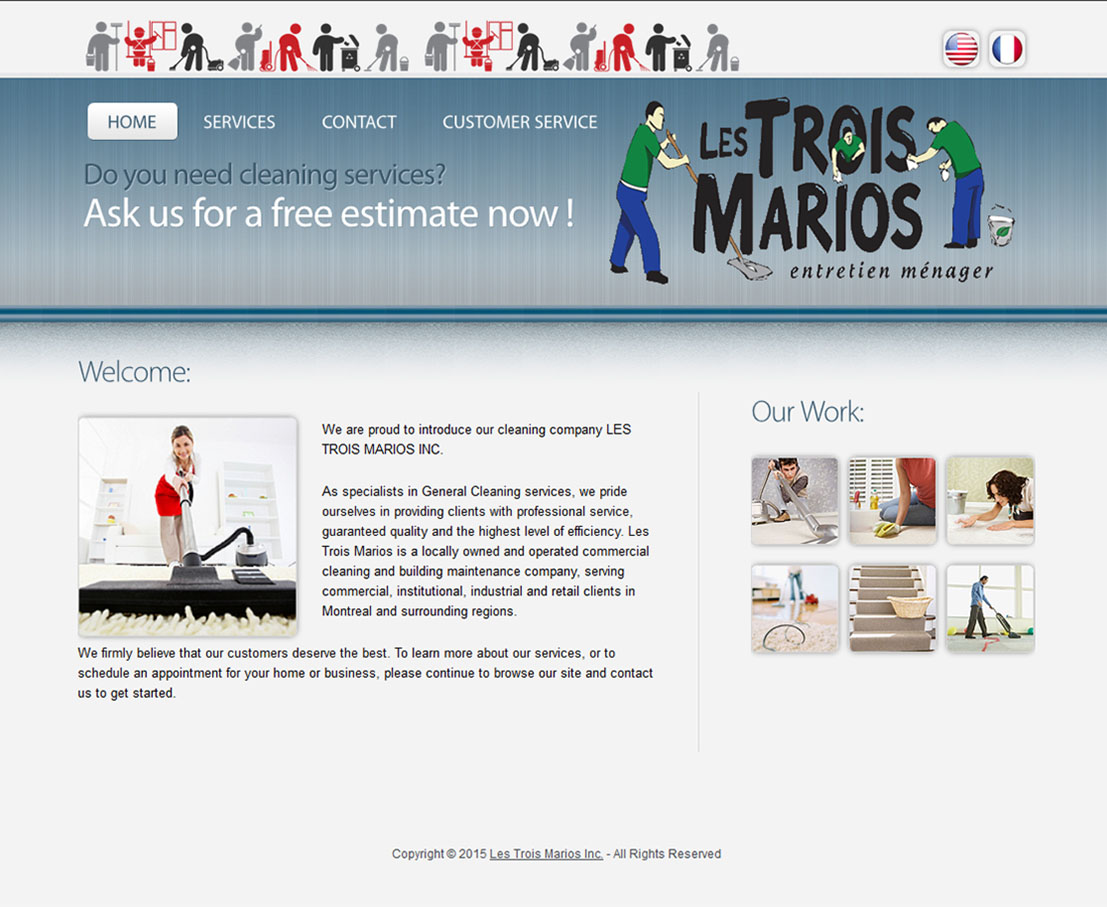 HOME SERVICES CONTACT CUSTOMER SERVICE
Do you need cleaning services?
Ask us for a free estimate now !
LES TROIS
MARIOS
entretien ménager
Welcome:
We are proud to introduce our cleaning company LES
TROIS MARIOS INC.
As specialists in General Cleaning services, we pride
ourselves in providing clients with professional service,
guaranteed quality and the highest level of efficiency. Les
Trois Marios is a locally owned and operated commercial
cleaning and building maintenance company, serving
commercial, institutional, industrial and retail clients in
Montreal and surrounding regions.
We firmly believe that our customers deserve the best. To learn more about our services, or to
schedule an appointment for your home or business, please continue to browse our site and contact
us to get started.
Our Work:
Copyright © 2015 Les Trois Marios Inc. - All Rights Reserved